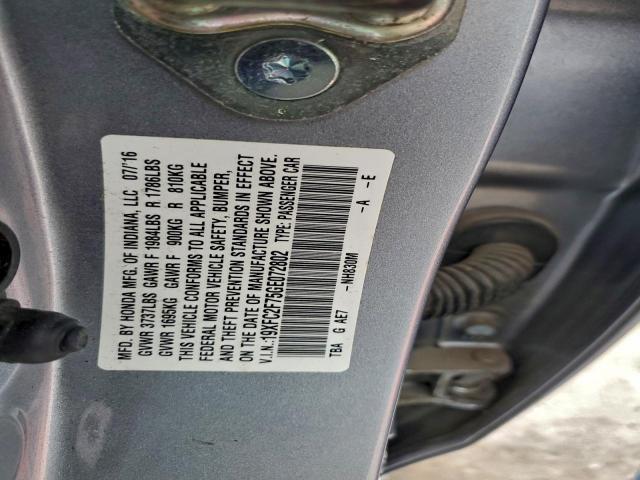 MFD. BY HONDA MFG. OF INDIANA, LLC 07/16
GVWR 3737LBS GAWR F 1984LBS R 1786LBS
GVWR 1695KG GAWR F 900KG R 810KG
THIS VEHICLE CONFORMS TO ALL APPLICABLE
FEDERAL MOTOR VEHICLE SAFETY, BUMPER,
AND THEFT PREVENTION STANDARDS IN EFFECT
ON THE DATE OF MANUFACTURE SHOWN ABOVE.
V.I.N.:19XFC2F75GE072802 TYPE: PASSENGER CAR
TBA G AE7 -NH830M -A -E